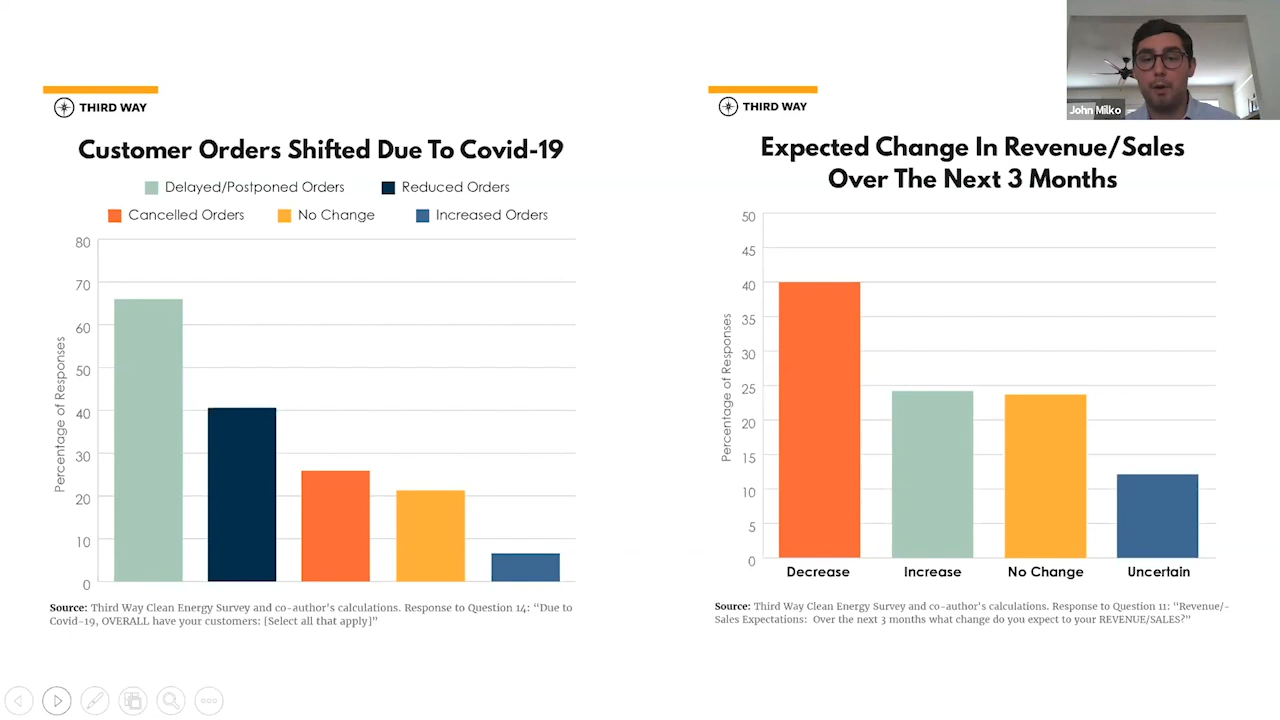 THIRD WAY
Customer Orders Shifted Due To Covid-19
Delayed/Postponed Orders
Reduced Orders
Cancelled Orders
No Change
Increased Orders
80
70
60
50
40
30
20
10
0
Percentage of Responses
Source: Third Way Clean Energy Survey and co-author's calculations. Response to Question 14: “Due to
Covid-19, OVERALL have your customers: [Select all that apply]”
THIRD WAY
Expected Change In Revenue/Sales
Over The Next 3 Months
50
45
40
35
30
25
20
15
10
5
0
Percentage of Responses
Decrease
Increase
No Change
Uncertain
Source: Third Way Clean Energy Survey and co-author's calculations. Response to Question 11: “Revenue/-
Sales Expectations: Over the next 3 months what change do you expect to your REVENUE/SALES?”
John Milko